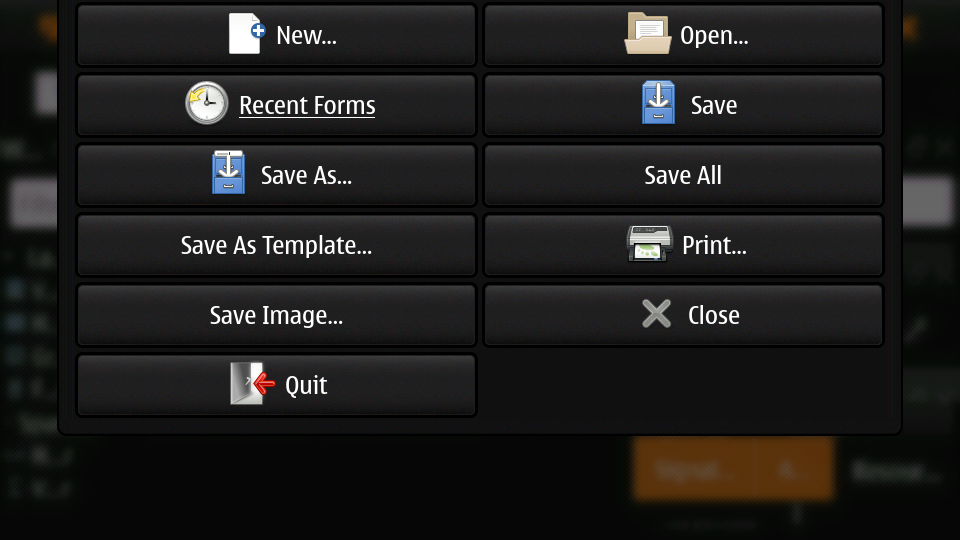 New...
Open...
Recent Forms
Save
Save As...
Save All
Save As Template...
Print...
Save Image...
Close
Quit